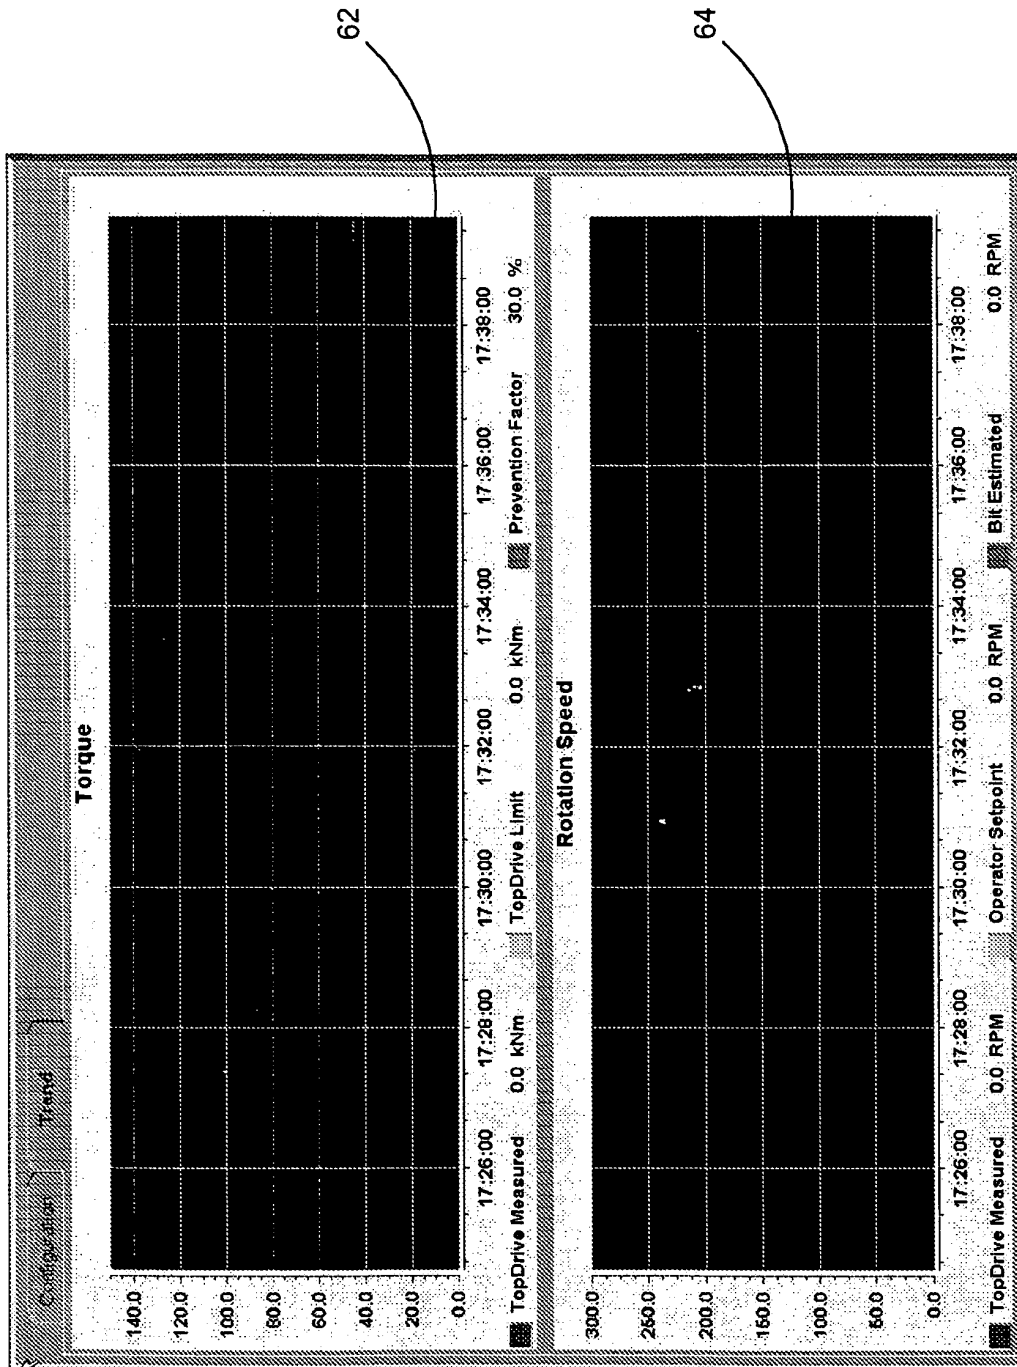 Configuration Trend
Torque
140.0
120.0
100.0
80.0
60.0
40.0
20.0
0.0
17:26:00 17:28:00 17:30:00 17:32:00 17:34:00 17:36:00 17:38:00
TopDrive Measured 0.0 kNm TopDrive Limit 0.0 kNm Prevention Factor 30.0 %
62
Rotation Speed
300.0
250.0
200.0
150.0
100.0
50.0
0.0
17:26:00 17:28:00 17:30:00 17:32:00 17:34:00 17:36:00 17:38:00
TopDrive Measured 0.0 RPM Operator Setpoint 0.0 RPM Bit Estimated 0.0 RPM
64